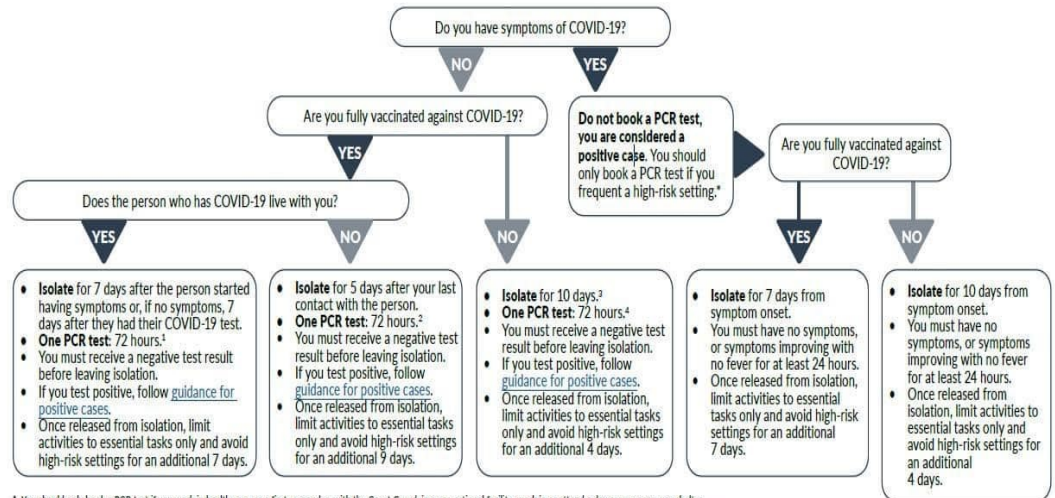 Do you have symptoms of COVID-19?
NO
YES
Are you fully vaccinated against COVID-19?
YES
NO
Does the person who has COVID-19 live with you?
YES
NO
Do not book a PCR test,
you are considered a
positive case. You should
only book a PCR test if you
frequent a high-risk setting.*
Are you fully vaccinated against
COVID-19?
YES
NO
• Isolate for 7 days after the person started
having symptoms or, if no symptoms, 7
days after they had their COVID-19 test.
• One PCR test: 72 hours.¹
• You must receive a negative test result
before leaving isolation.
• If you test positive, follow guidance for
positive cases.
• Once released from isolation, limit
activities to essential tasks only and avoid
high-risk settings for an additional 7 days.
• Isolate for 5 days after your last
contact with the person.
• One PCR test: 72 hours.²
• You must receive a negative test
result before leaving isolation.
• If you test positive, follow
guidance for positive cases.
• Once released from isolation,
limit activities to essential tasks
only and avoid high-risk settings
for an additional 9 days.
• Isolate for 10 days.³
• One PCR test: 72 hours.⁴
• You must receive a negative test
result before leaving isolation.
• If you test positive, follow
guidance for positive cases.
• Once released from isolation,
limit activities to essential tasks
only and avoid high-risk settings
for an additional 4 days.
• Isolate for 7 days from
symptom onset.
• You must have no symptoms,
or symptoms improving with
no fever for at least 24 hours.
• Once released from isolation,
limit activities to essential
tasks only and avoid high-risk
settings for an additional
7 days.
• Isolate for 10 days from
symptom onset.
• You must have no
symptoms, or symptoms
improving with no fever
for at least 24 hours.
• Once released from
isolation, limit activities to
essential tasks only and
avoid high-risk settings for
an additional
4 days.